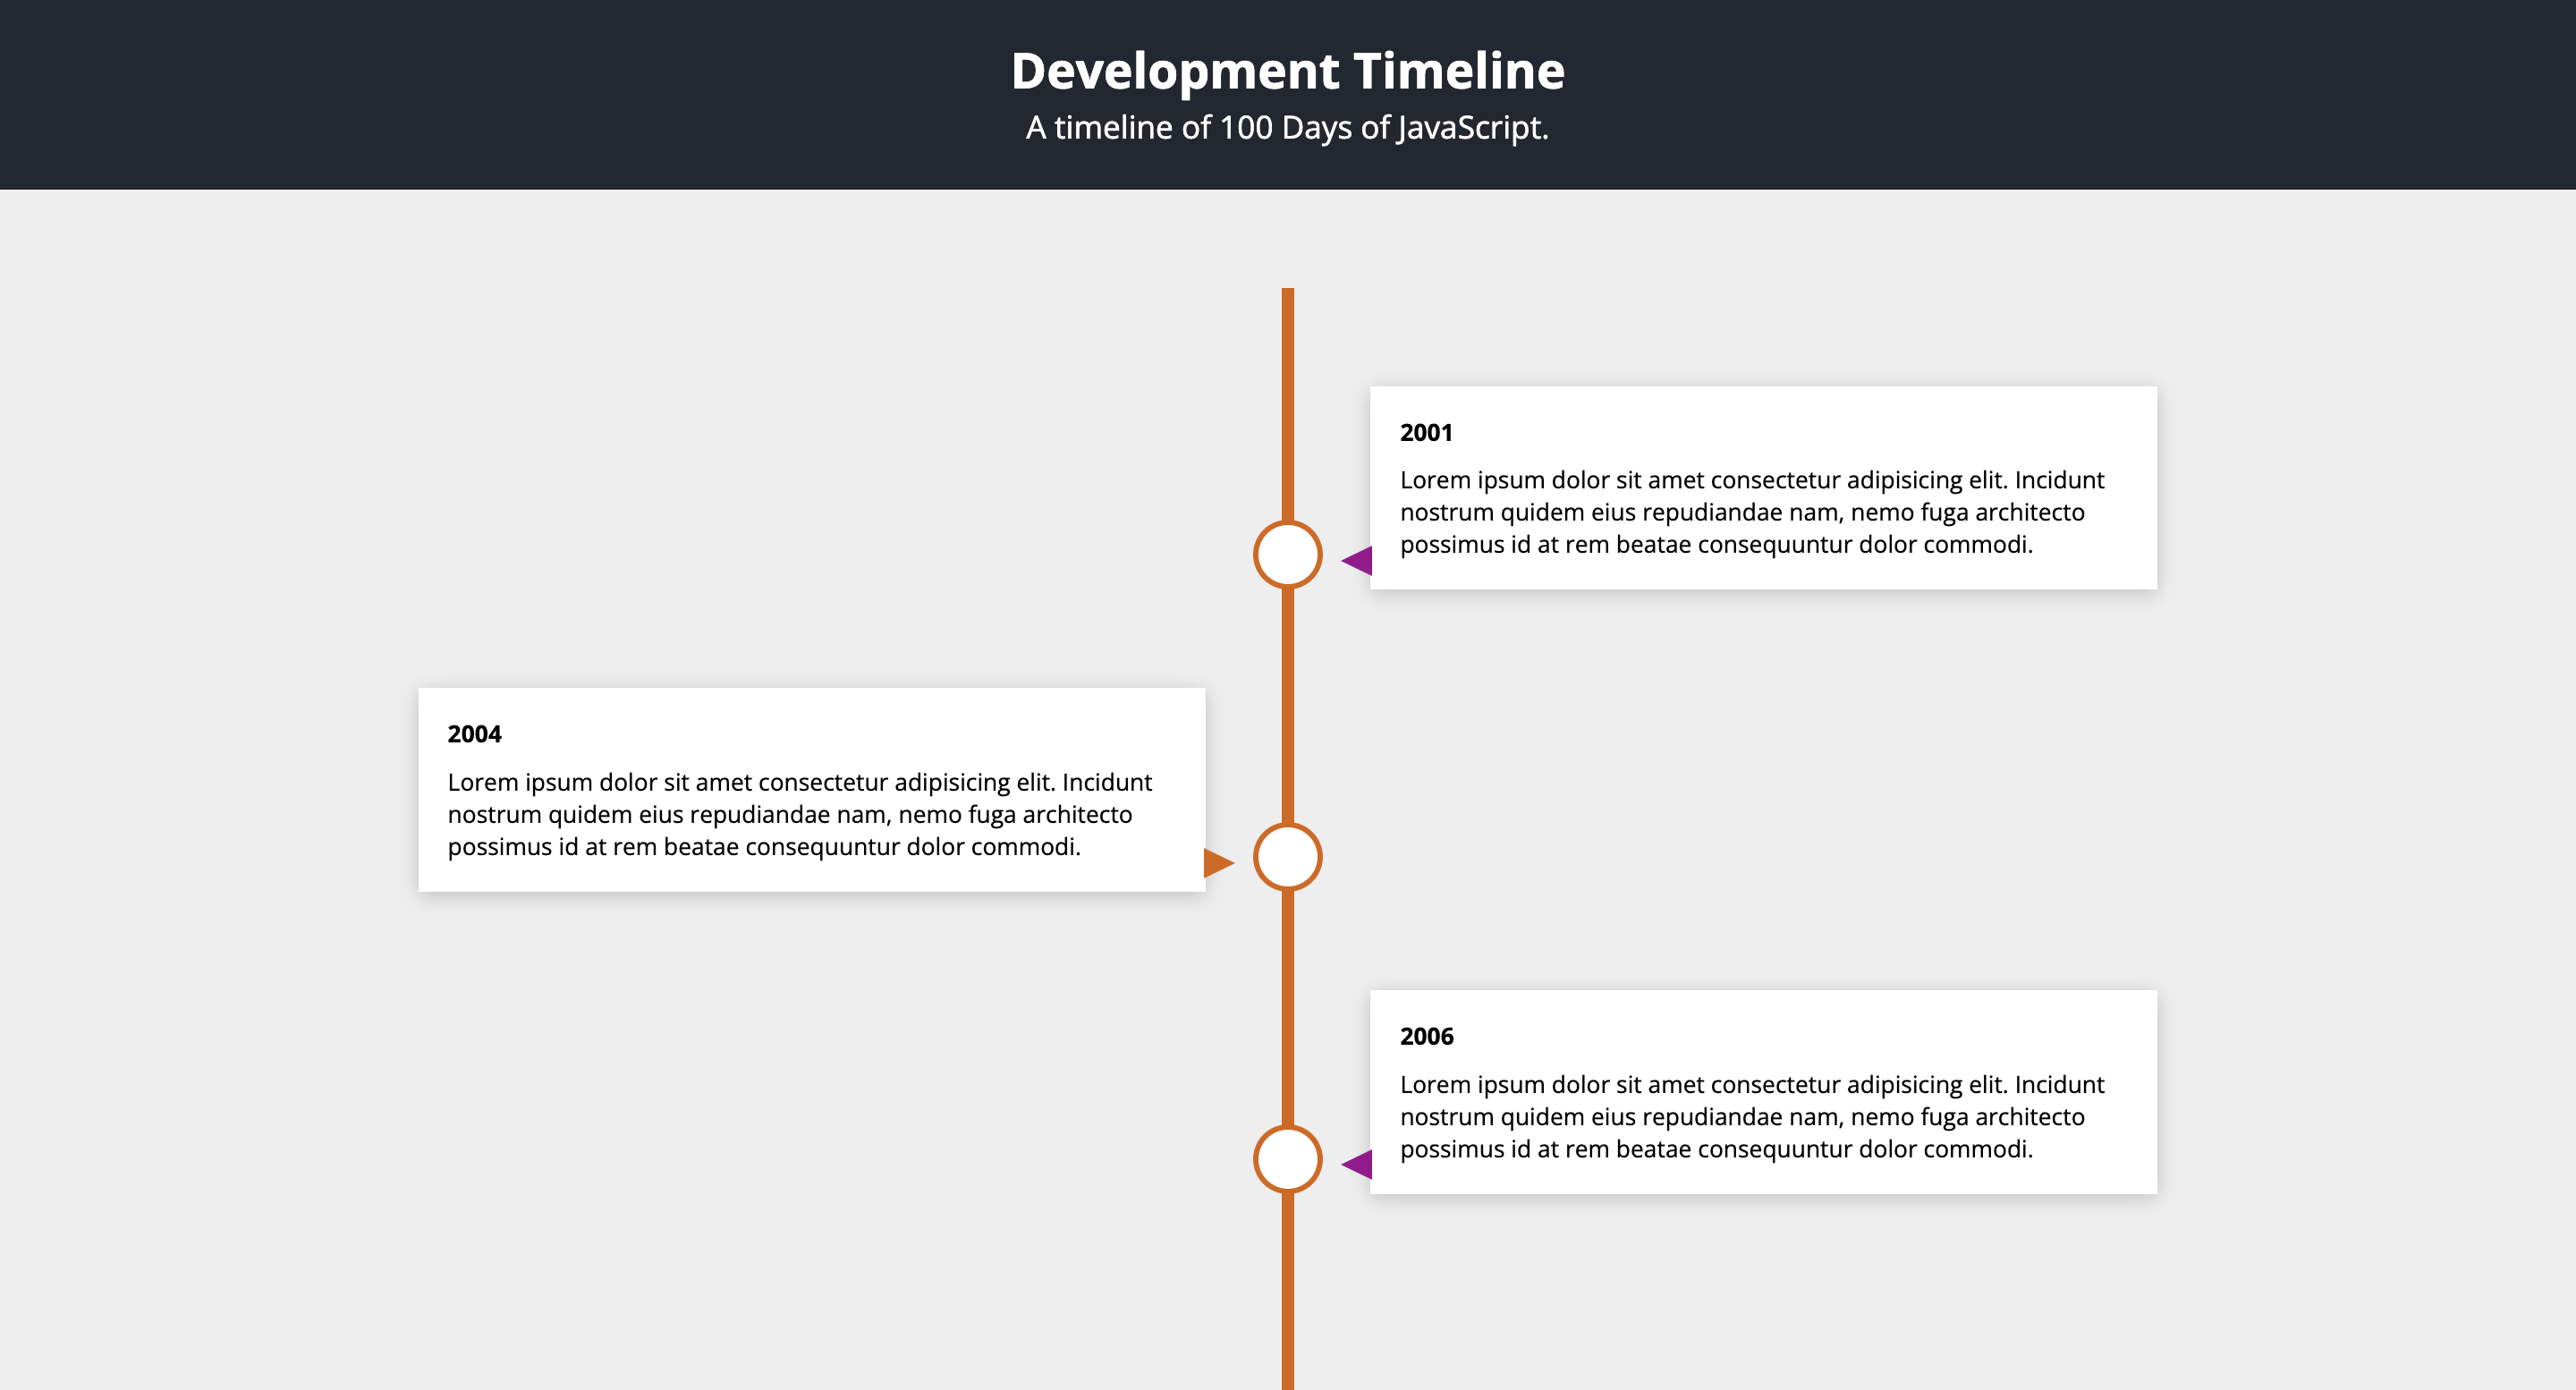 Development Timeline
A timeline of 100 Days of JavaScript.
2001
Lorem ipsum dolor sit amet consectetur adipisicing elit. Incidunt
nostrum quidem eius repudiandae nam, nemo fuga architecto
possimus id at rem beatae consequuntur dolor commodi.
2004
Lorem ipsum dolor sit amet consectetur adipisicing elit. Incidunt
nostrum quidem eius repudiandae nam, nemo fuga architecto
possimus id at rem beatae consequuntur dolor commodi.
2006
Lorem ipsum dolor sit amet consectetur adipisicing elit. Incidunt
nostrum quidem eius repudiandae nam, nemo fuga architecto
possimus id at rem beatae consequuntur dolor commodi.